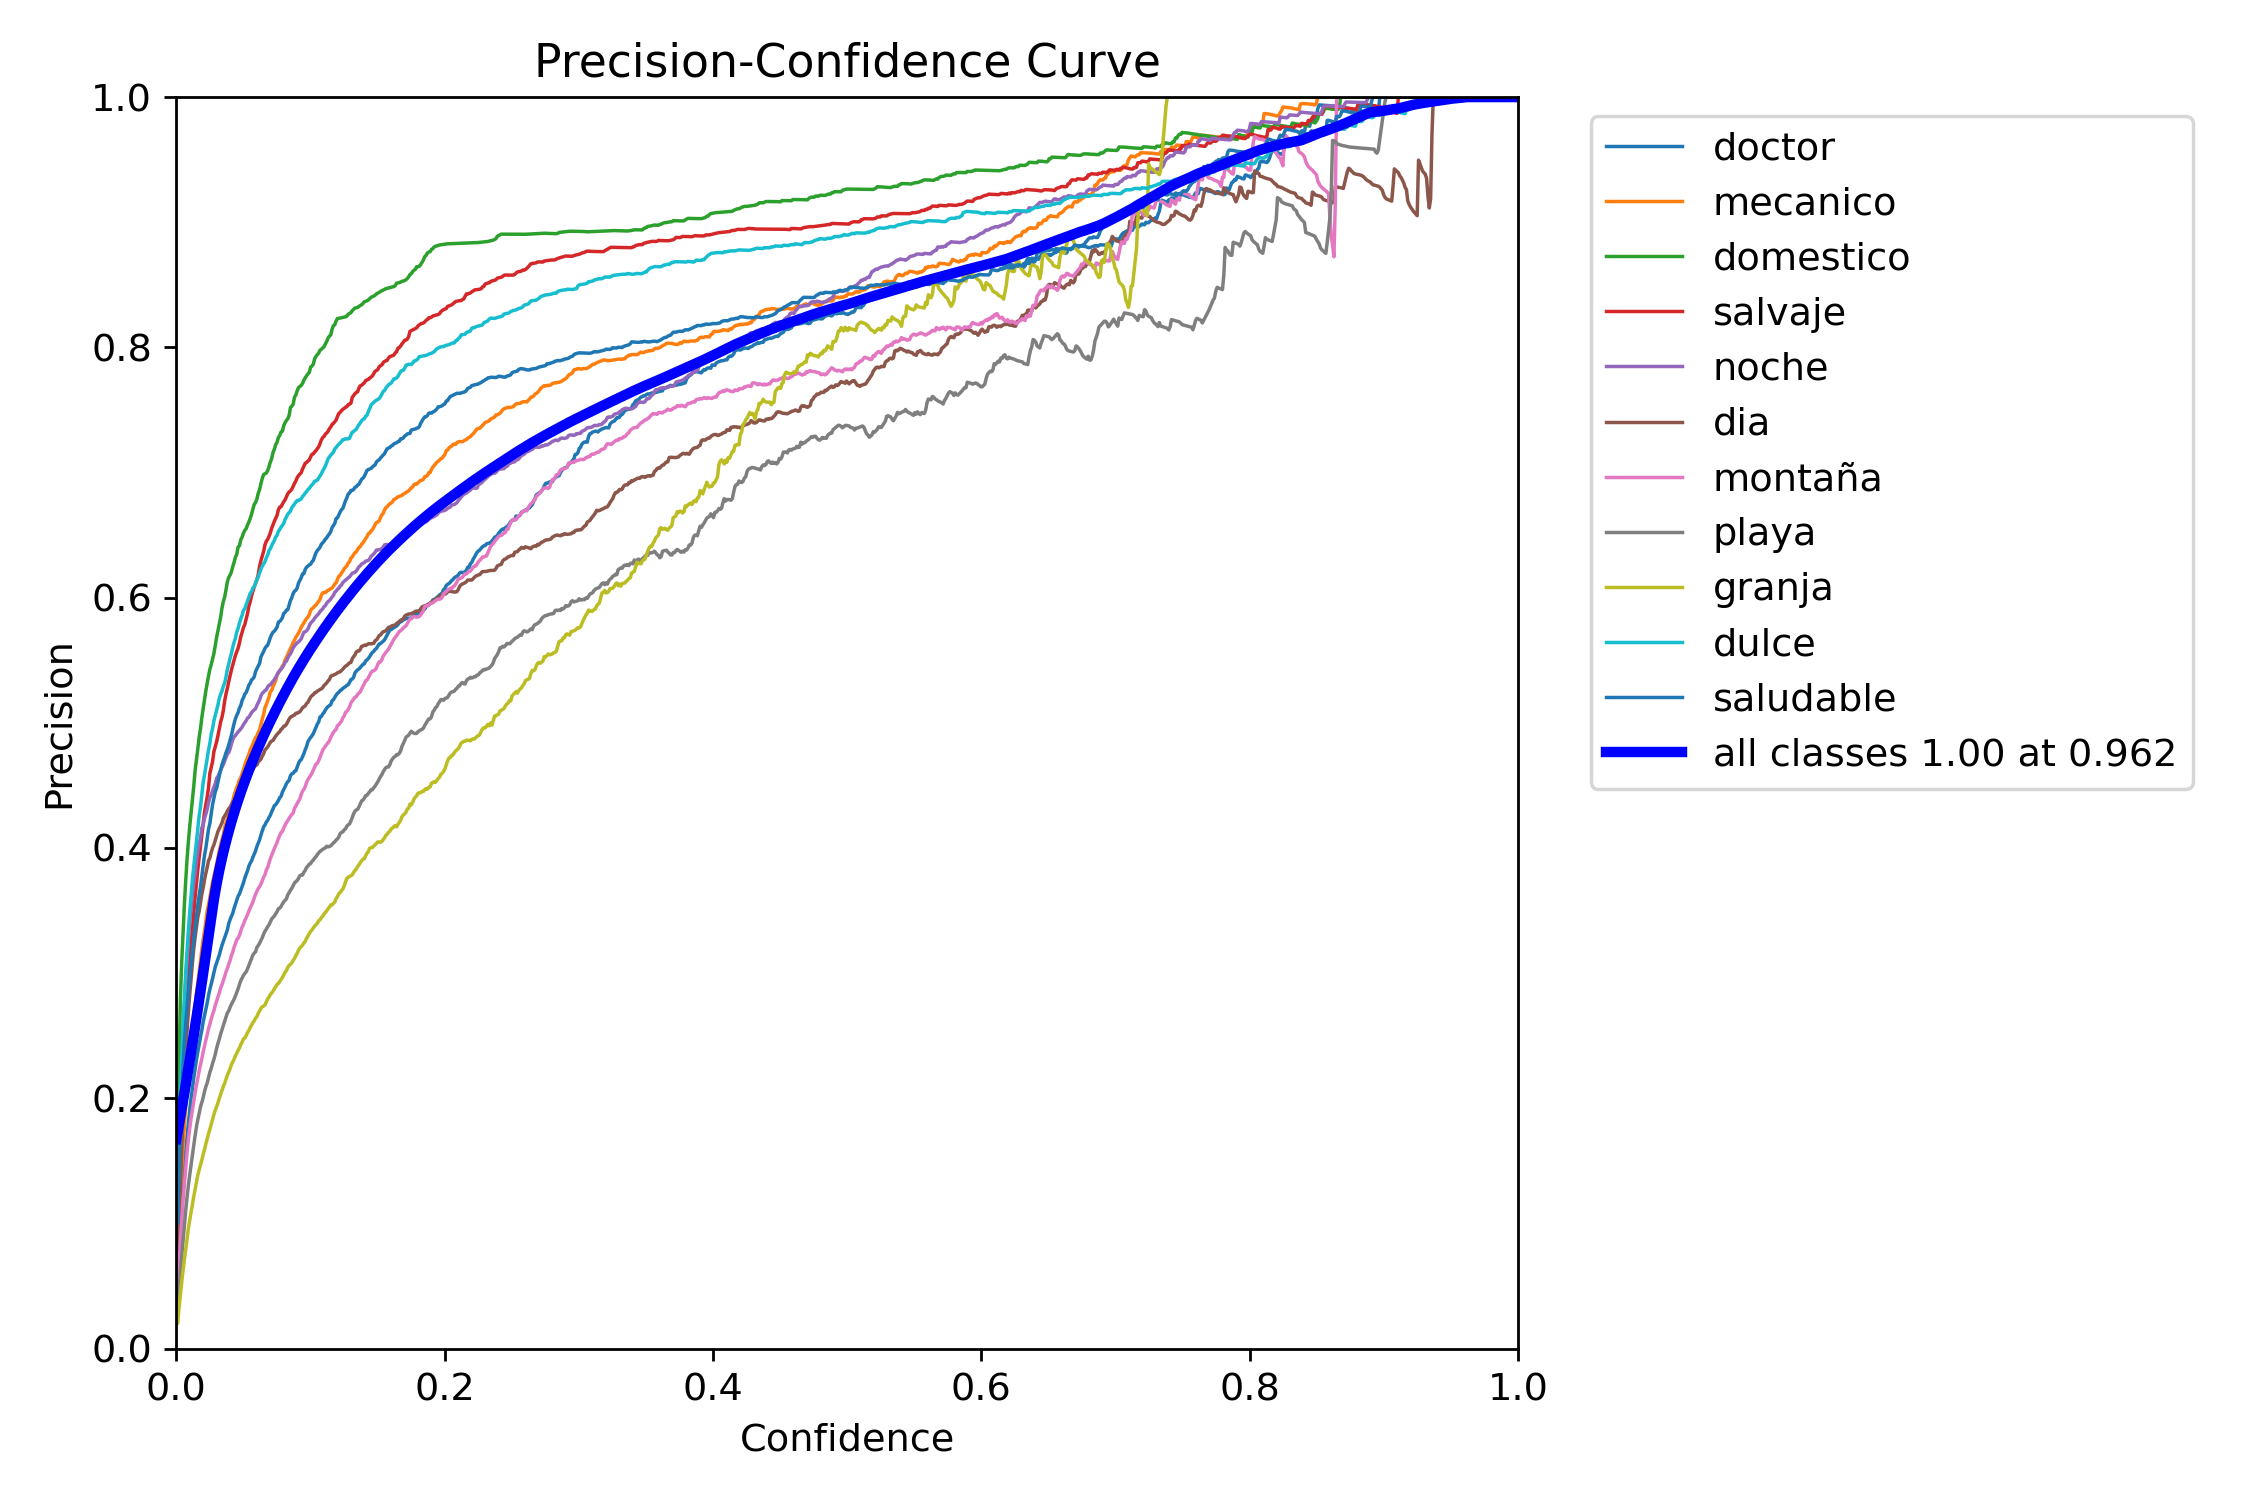 Precision-Confidence Curve
1.0
0.8
0.6
0.4
0.2
0.0
Precision
0.0 0.2 0.4 0.6 0.8 1.0
Confidence
doctor
mecanico
domestico
salvaje
noche
dia
montaña
playa
granja
dulce
saludable
all classes 1.00 at 0.962